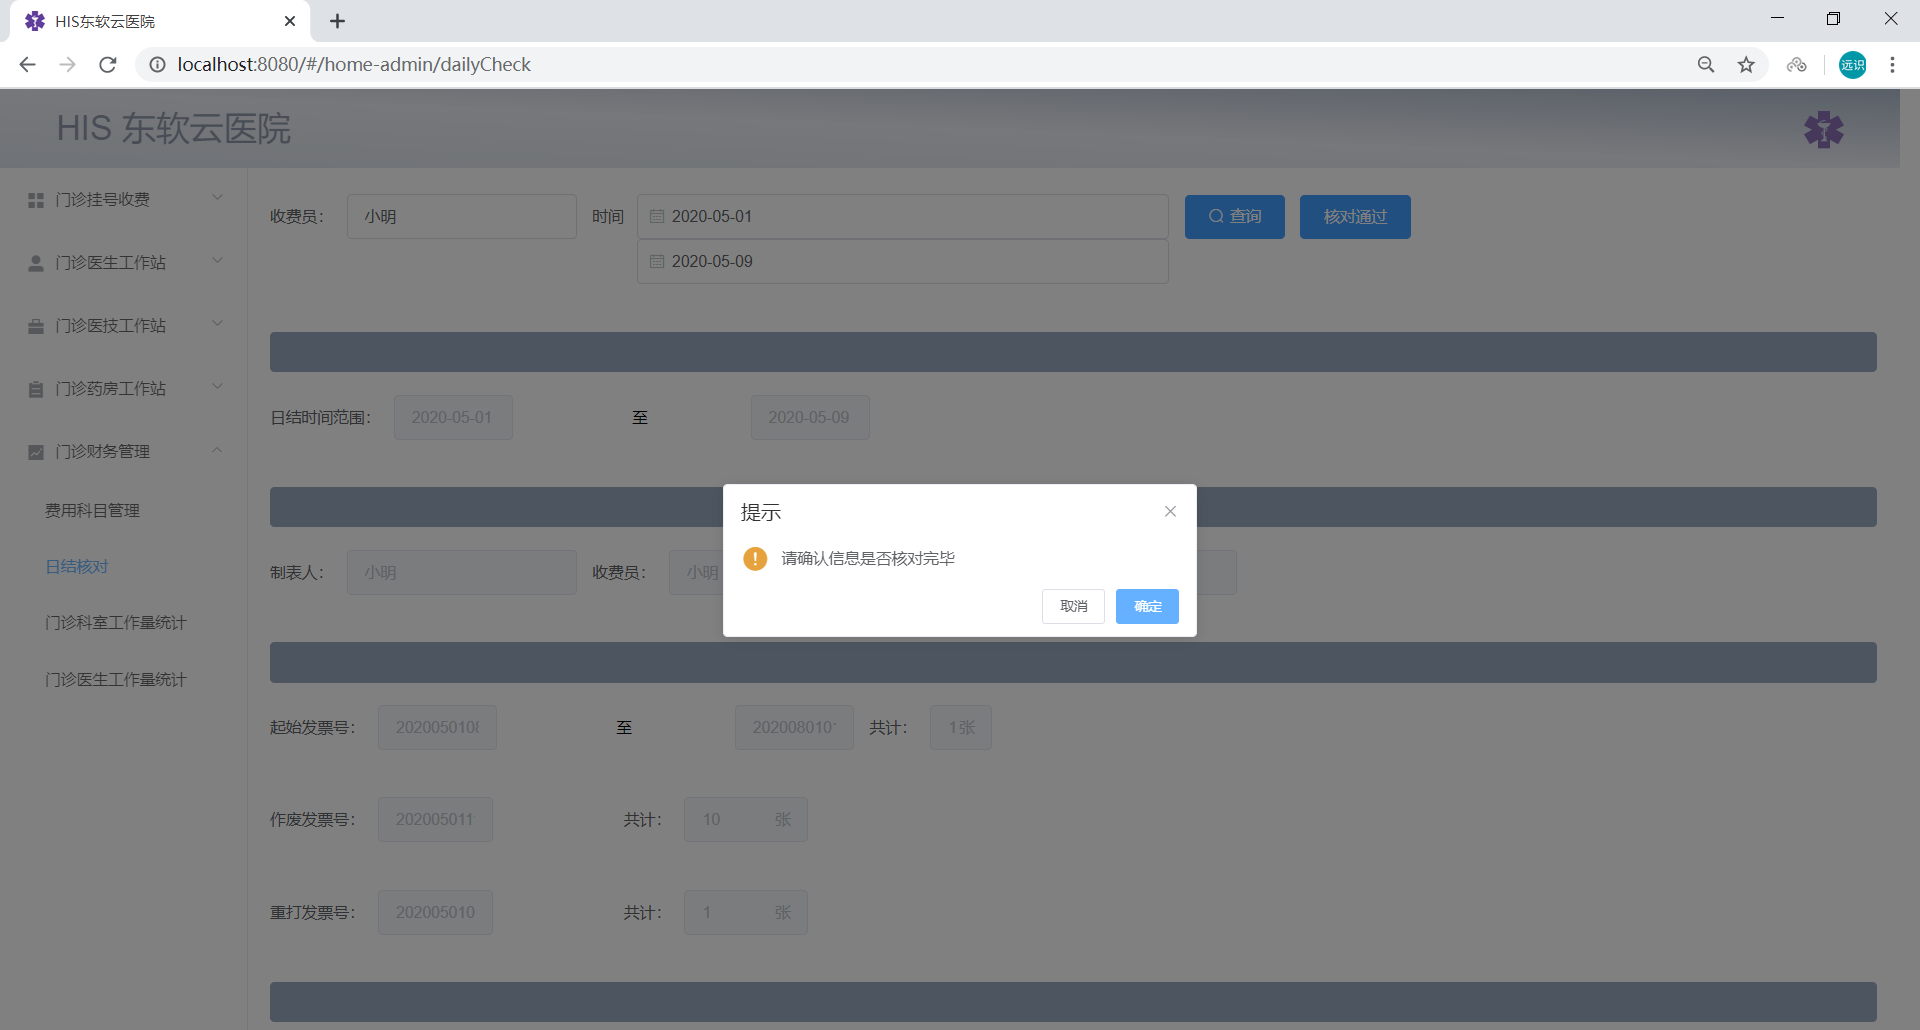 HIS东软云医院
localhost:8080/#/home-admin/dailyCheck
远识
HIS 东软云医院
门诊挂号收费
门诊医生工作站
门诊医技工作站
门诊药房工作站
门诊财务管理
费用科目管理
日结核对
门诊科室工作量统计
门诊医生工作量统计
收费员： 小明 时间 2020-05-01 查询 核对通过
2020-05-09
日结时间范围： 2020-05-01 至 2020-05-09
制表人： 小明 收费员： 小明
提示
请确认信息是否核对完毕
取消 确定
起始发票号： 202005010 至 202008010 共计： 1 张
作废发票号： 202005011 共计： 10 张
重打发票号： 202005010 共计： 1 张